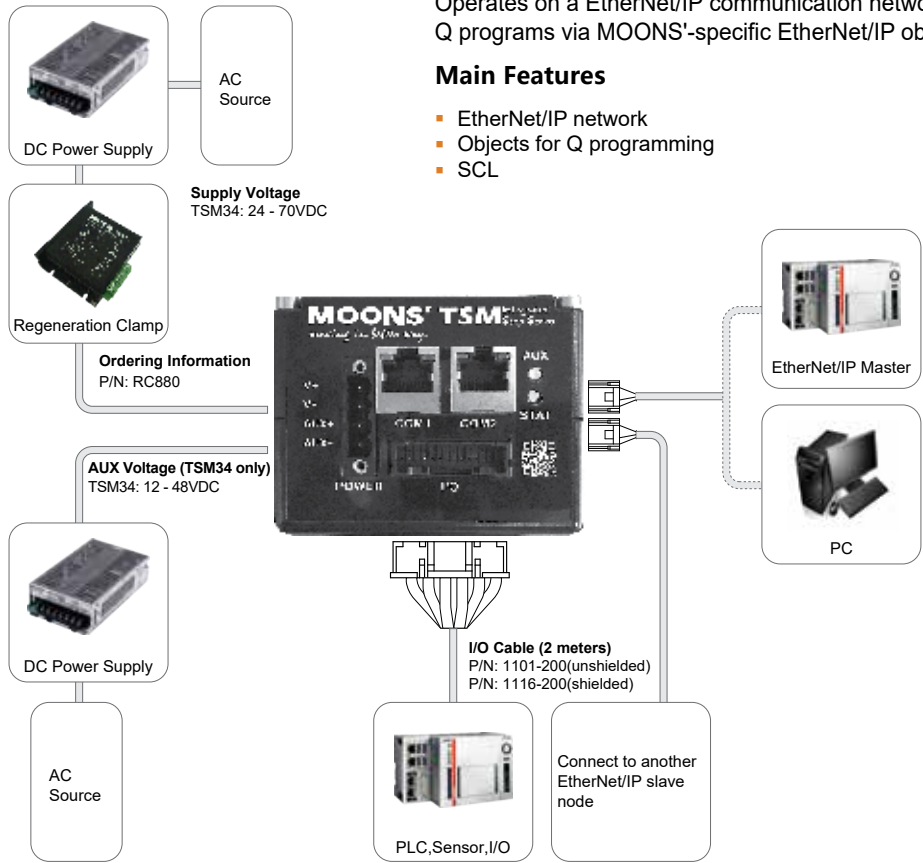 Operates on a EtherNet/IP communication netwo
Q programs via MOONS'-specific EtherNet/IP ob
Main Features
EtherNet/IP network
Objects for Q programming
SCL
AC
Source
DC Power Supply
Supply Voltage
TSM34: 24 - 70VDC
Regeneration Clamp
Ordering Information
P/N: RC880
MOONS' TSM
moving in better ways
AUX
V+
V-
AUX+
AUX-
COM1
COM2
STAT
POWER
I/O
EtherNet/IP Master
PC
AUX Voltage (TSM34 only)
TSM34: 12 - 48VDC
DC Power Supply
AC
Source
I/O Cable (2 meters)
P/N: 1101-200(unshielded)
P/N: 1116-200(shielded)
PLC,Sensor,I/O
Connect to another
EtherNet/IP slave
node